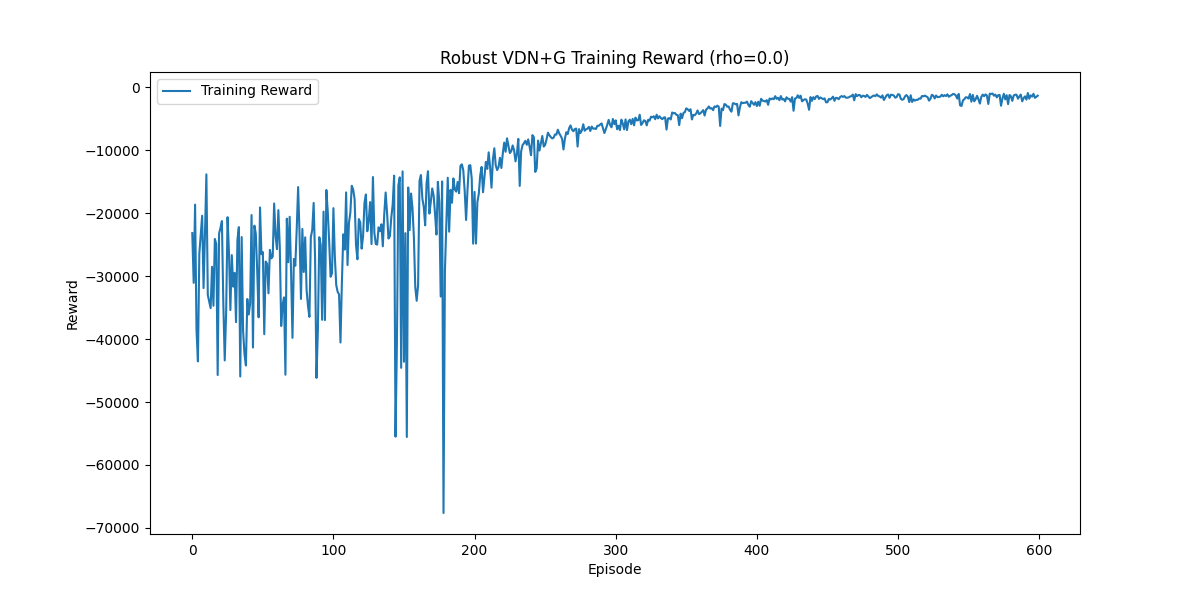 Robust VDN+G Training Reward (rho=0.0)
Training Reward
0
−10000
−20000
−30000
−40000
−50000
−60000
−70000
Reward
0 100 200 300 400 500 600
Episode